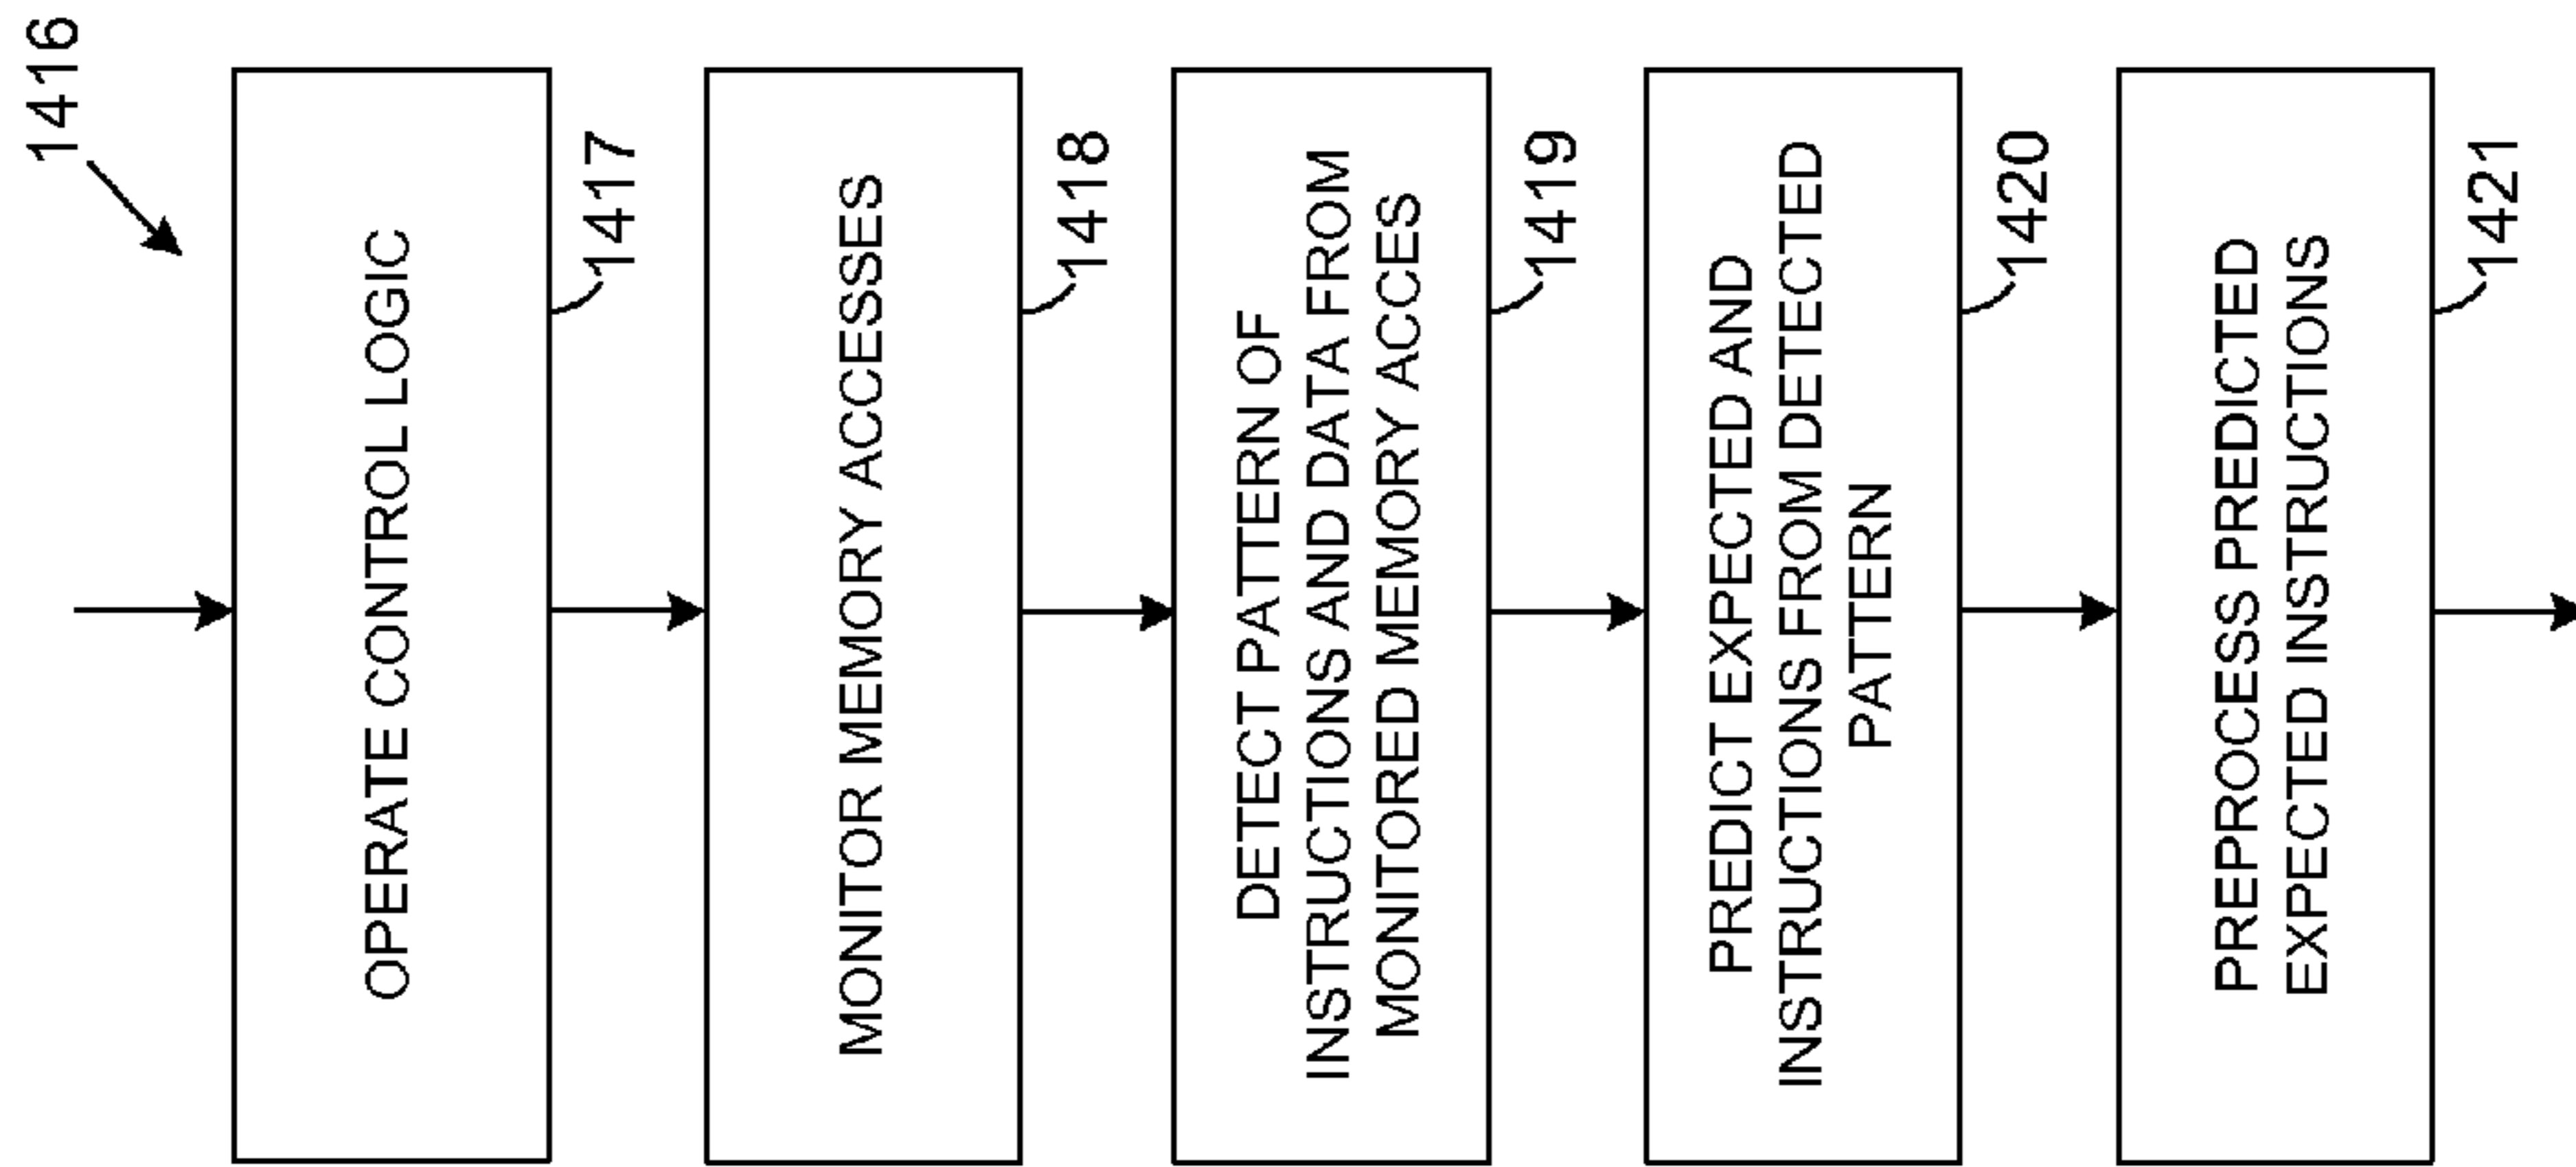 1416
OPERATE CONTROL LOGIC
1417
MONITOR MEMORY ACCESSES
1418
DETECT PATTERN OF
INSTRUCTIONS AND DATA FROM
MONITORED MEMORY ACCES
1419
PREDICT EXPECTED AND
INSTRUCTIONS FROM DETECTED
PATTERN
1420
PREPROCESS PREDICTED
EXPECTED INSTRUCTIONS
1421